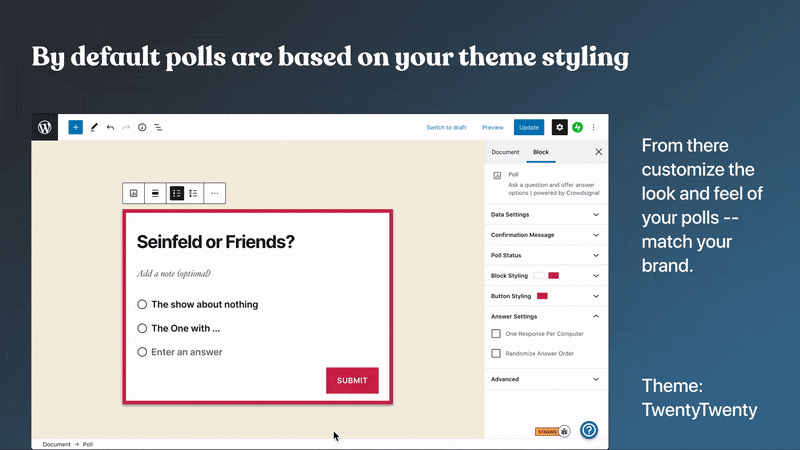 By default polls are based on your theme styling
Switch to draft
Preview
Update
Document
Block
Poll
Ask a question and offer answer
options | powered by Crowdsignal
Data Settings
Confirmation Message
Poll Status
Block Styling
Button Styling
Answer Settings
One Response Per Computer
Randomize Answer Order
Advanced
Seinfeld or Friends?
Add a note (optional)
The show about nothing
The One with ...
Enter an answer
SUBMIT
STAGING
Document → Poll
From there
customize the
look and feel of
your polls --
match your
brand.
Theme:
TwentyTwenty